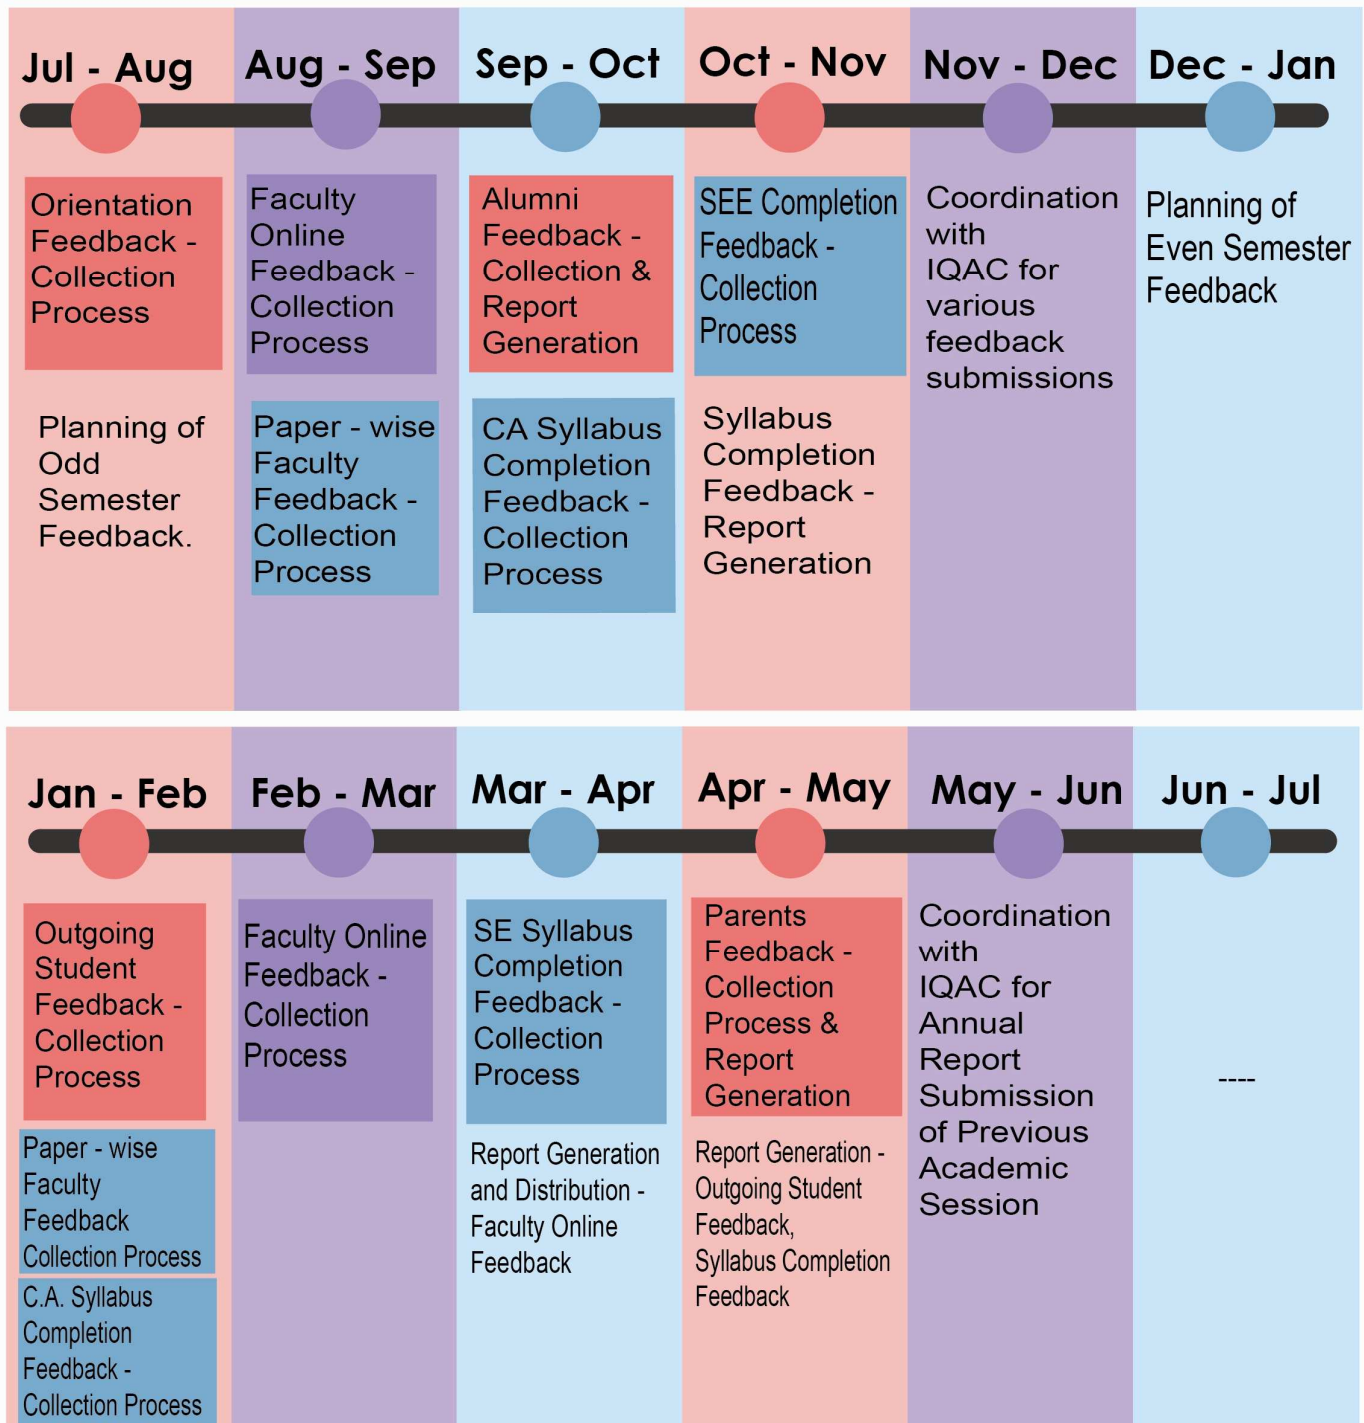 Jul - Aug
Aug - Sep
Sep - Oct
Oct - Nov
Nov - Dec
Dec - Jan
Orientation
Feedback -
Collection
Process
Planning of
Odd
Semester
Feedback.
Faculty
Online
Feedback -
Collection
Process
Paper - wise
Faculty
Feedback -
Collection
Process
Alumni
Feedback -
Collection &
Report
Generation
CA Syllabus
Completion
Feedback -
Collection
Process
SEE Completion
Feedback -
Collection
Process
Syllabus
Completion
Feedback -
Report
Generation
Coordination
with
IQAC for
various
feedback
submissions
Planning of
Even Semester
Feedback
Jan - Feb
Feb - Mar
Mar - Apr
Apr - May
May - Jun
Jun - Jul
Outgoing
Student
Feedback -
Collection
Process
Paper - wise
Faculty
Feedback
Collection Process
C.A. Syllabus
Completion
Feedback -
Collection Process
Faculty Online
Feedback -
Collection
Process
SE Syllabus
Completion
Feedback -
Collection
Process
Report Generation
and Distribution -
Faculty Online
Feedback
Parents
Feedback -
Collection
Process &
Report
Generation
Report Generation -
Outgoing Student
Feedback,
Syllabus Completion
Feedback
Coordination
with
IQAC for
Annual
Report
Submission
of Previous
Academic
Session
----